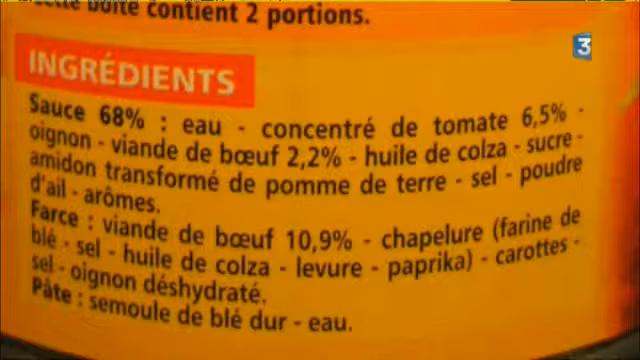 cette boîte contient 2 portions.
3
INGRÉDIENTS
Sauce 68% : eau - concentré de tomate 6,5% -
oignon - viande de bœuf 2,2% - huile de colza - sucre -
amidon transformé de pomme de terre - sel - poudre
d'ail - arômes.
Farce : viande de bœuf 10,9% - chapelure (farine de
blé - sel - huile de colza - levure - paprika) - carottes -
sel - oignon déshydraté.
Pâte : semoule de blé dur - eau.